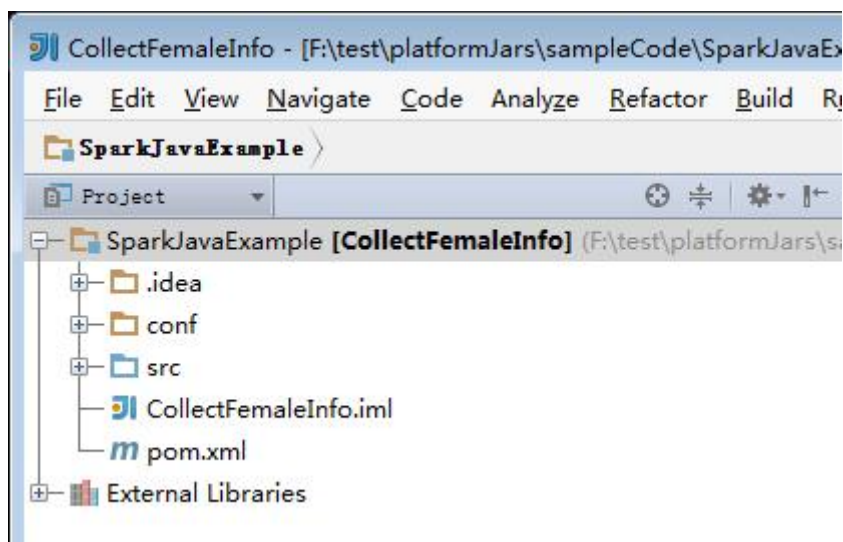 CollectFemaleInfo - [F:\test\platformJars\sampleCode\SparkJavaEx
File Edit View Navigate Code Analyze Refactor Build Ru
SparkJavaExample
Project
SparkJavaExample [CollectFemaleInfo] (F:\test\platformJars\sa
.idea
conf
src
CollectFemaleInfo.iml
pom.xml
External Libraries